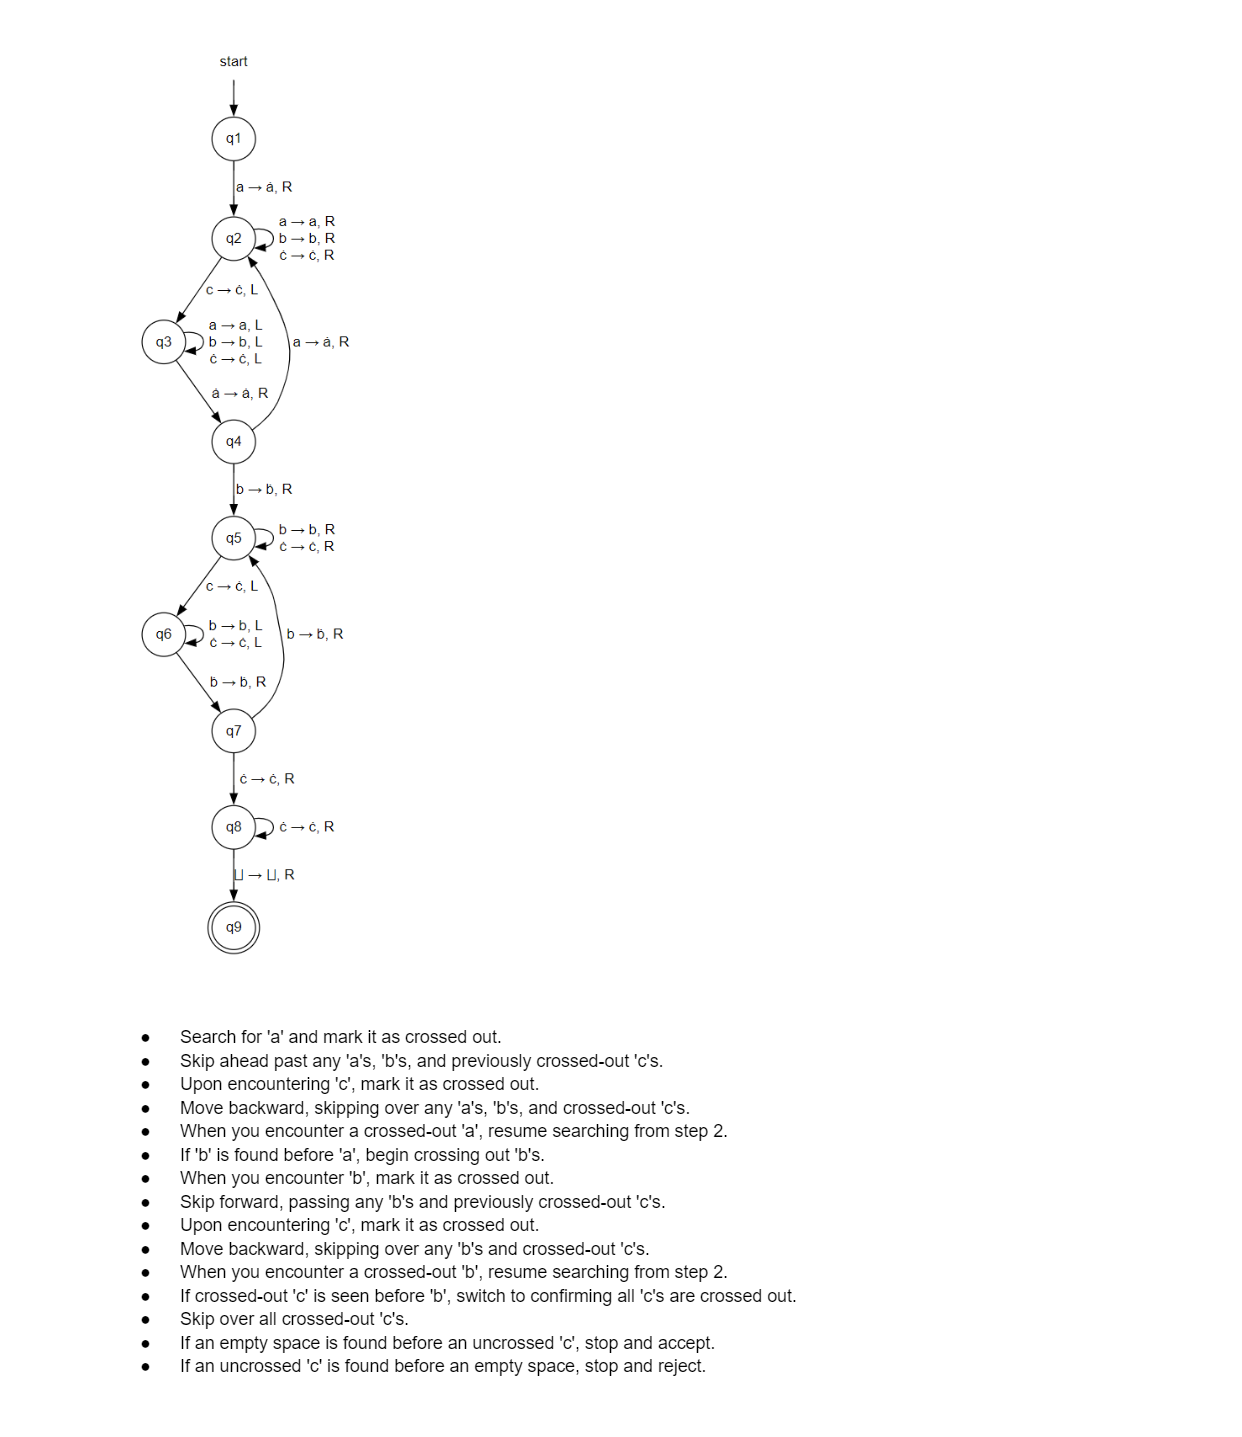 start
q1
a → ȧ, R
a → a, R
q2
b → b, R
ċ → ċ, R
c → ċ, L
a → a, L
q3
b → b, L
a → ȧ, R
ċ → ċ, L
ȧ → ȧ, R
q4
b → ḃ, R
b → b, R
q5
ċ → ċ, R
c → ċ, L
b → b, L
q6
b → ḃ, R
ċ → ċ, L
ḃ → ḃ, R
q7
ċ → ċ, R
q8
ċ → ċ, R
⊔ → ⊔, R
q9
● Search for 'a' and mark it as crossed out.
● Skip ahead past any 'a's, 'b's, and previously crossed-out 'c's.
● Upon encountering 'c', mark it as crossed out.
● Move backward, skipping over any 'a's, 'b's, and crossed-out 'c's.
● When you encounter a crossed-out 'a', resume searching from step 2.
● If 'b' is found before 'a', begin crossing out 'b's.
● When you encounter 'b', mark it as crossed out.
● Skip forward, passing any 'b's and previously crossed-out 'c's.
● Upon encountering 'c', mark it as crossed out.
● Move backward, skipping over any 'b's and crossed-out 'c's.
● When you encounter a crossed-out 'b', resume searching from step 2.
● If crossed-out 'c' is seen before 'b', switch to confirming all 'c's are crossed out.
● Skip over all crossed-out 'c's.
● If an empty space is found before an uncrossed 'c', stop and accept.
● If an uncrossed 'c' is found before an empty space, stop and reject.